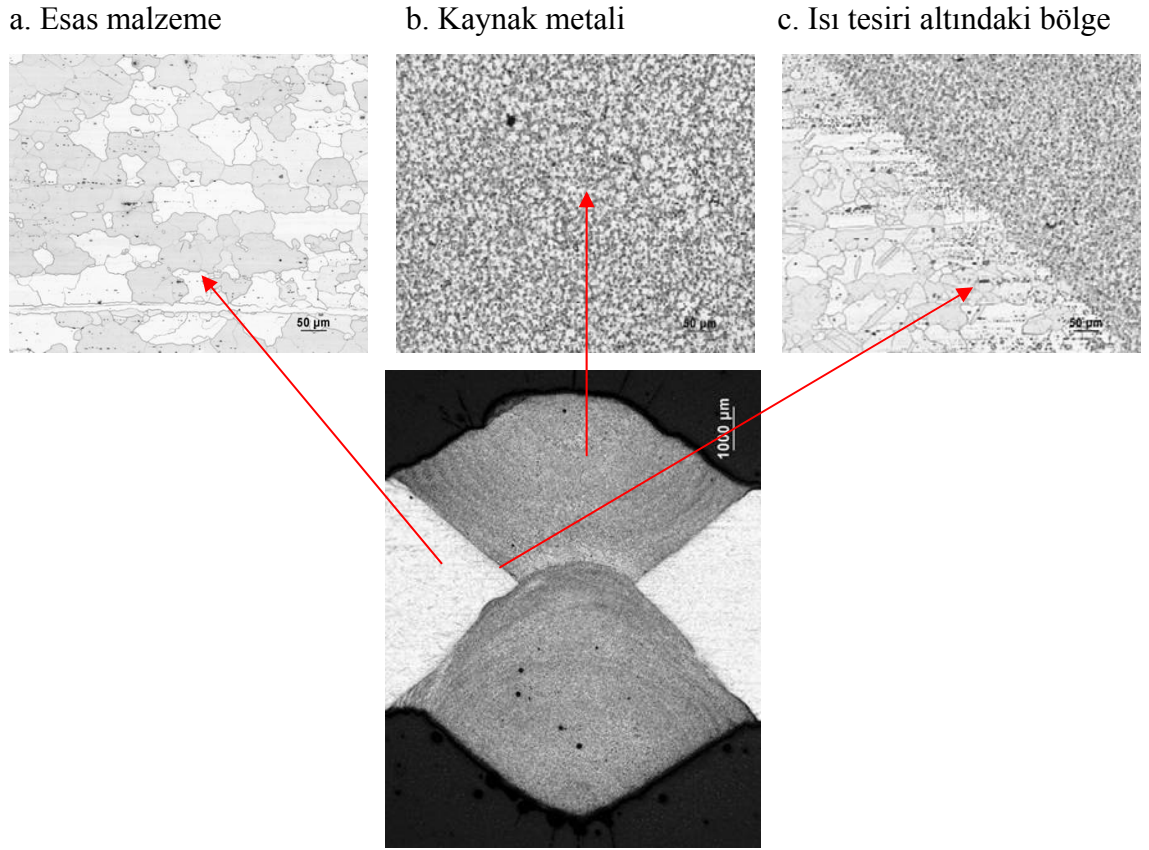 a. Esas malzeme
b. Kaynak metali
c. Isı tesiri altındaki bölge
50 µm
50 µm
50 µm
1000 µm